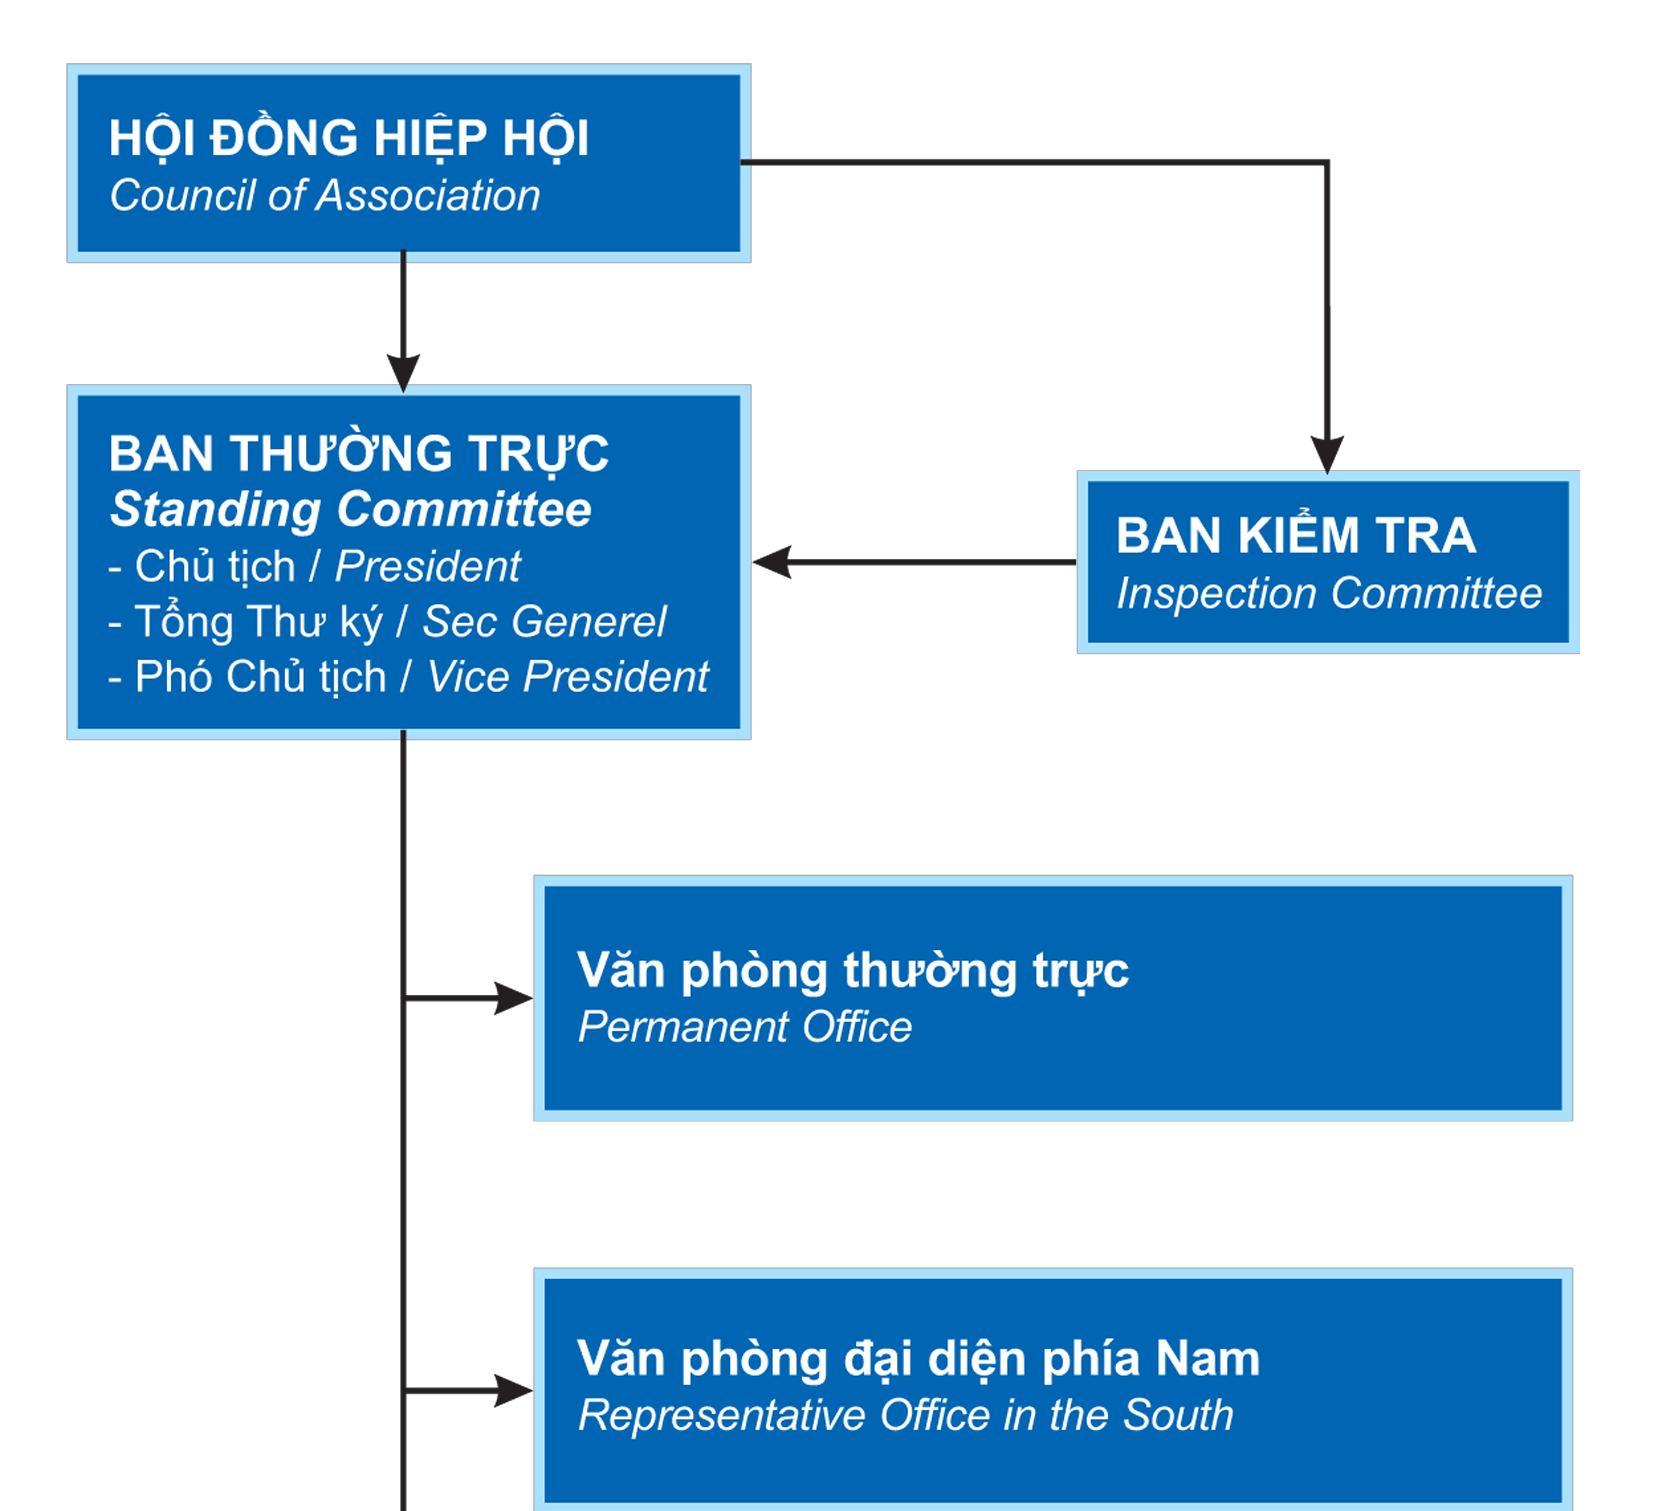 HỘI ĐỒNG HIỆP HỘI
Council of Association
BAN THƯỜNG TRỰC
Standing Committee
- Chủ tịch / President
- Tổng Thư ký / Sec Generel
- Phó Chủ tịch / Vice President
BAN KIỂM TRA
Inspection Committee
Văn phòng thường trực
Permanent Office
Văn phòng đại diện phía Nam
Representative Office in the South